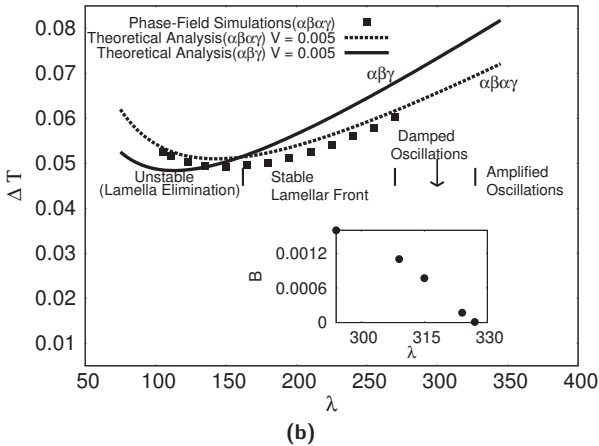 Phase-Field Simulations(αβαγ)
Theoretical Analysis(αβαγ) V = 0.005
Theoretical Analysis(αβγ) V = 0.005
0.08
0.07
0.06
0.05
0.04
0.03
0.02
0.01
Δ T
αβγ
αβαγ
Damped
Oscillations
Unstable
(Lamella Elimination)
Stable
Lamellar Front
Amplified
Oscillations
0.0012
0.0006
0
B
300
315
330
λ
50
100
150
200
250
300
350
400
λ
(b)